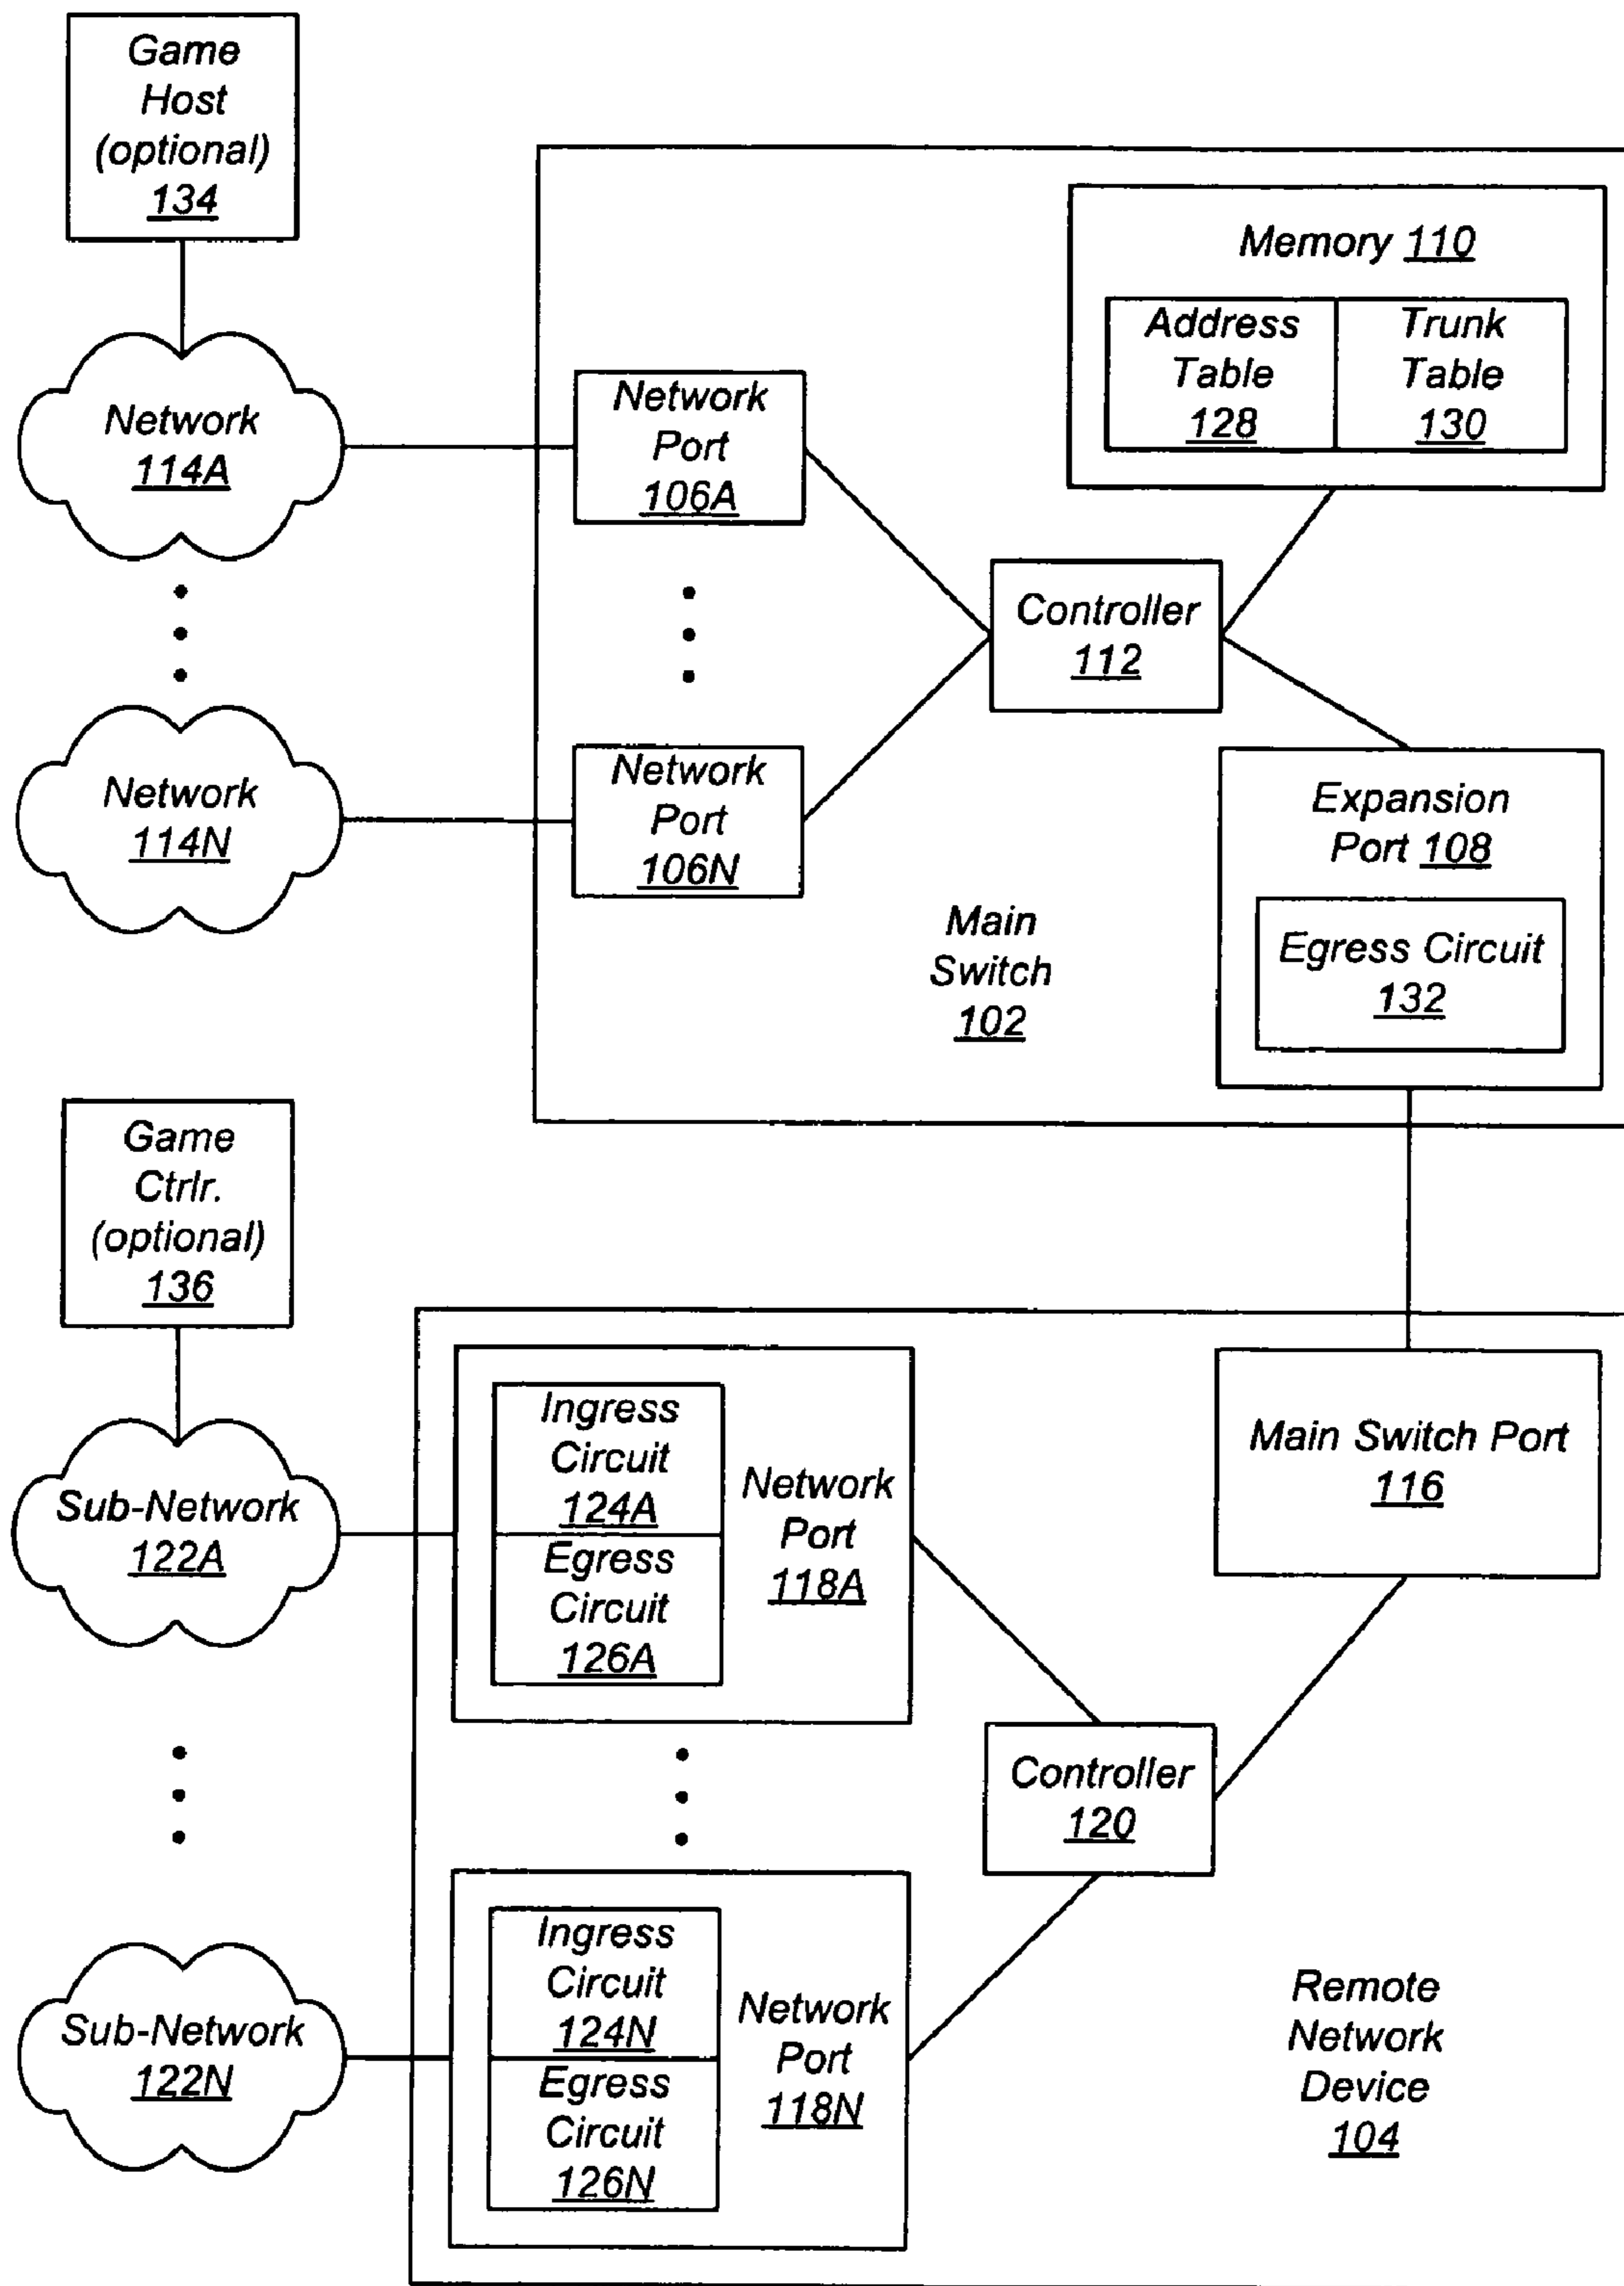 Game
Host
(optional)
134
Memory 110
Address
Table
128
Trunk
Table
130
Network
114A
Network
Port
106A
Controller
112
Network
114N
Network
Port
106N
Expansion
Port 108
Egress Circuit
132
Main
Switch
102
Game
Ctrlr.
(optional)
136
Ingress
Circuit
124A
Egress
Circuit
126A
Network
Port
118A
Main Switch Port
116
Sub-Network
122A
Controller
120
Ingress
Circuit
124N
Egress
Circuit
126N
Network
Port
118N
Sub-Network
122N
Remote
Network
Device
104